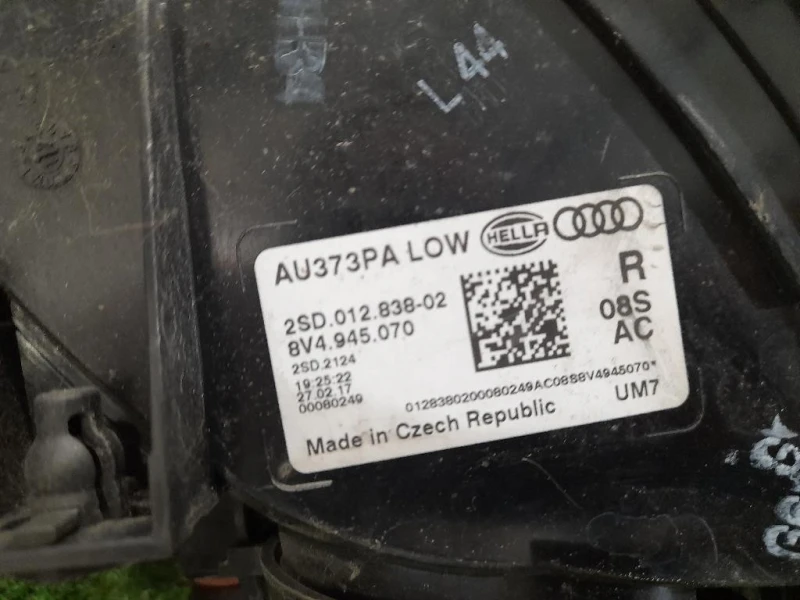 L44
AU373PA LOW HELLA
2SD.012.838-02
8V4.945.070
R
08S
AC
2SD.2124
19:25:22
27.02.17
00080249
0128380200080249AC08S8V4945070*
Made in Czech Republic
UM7